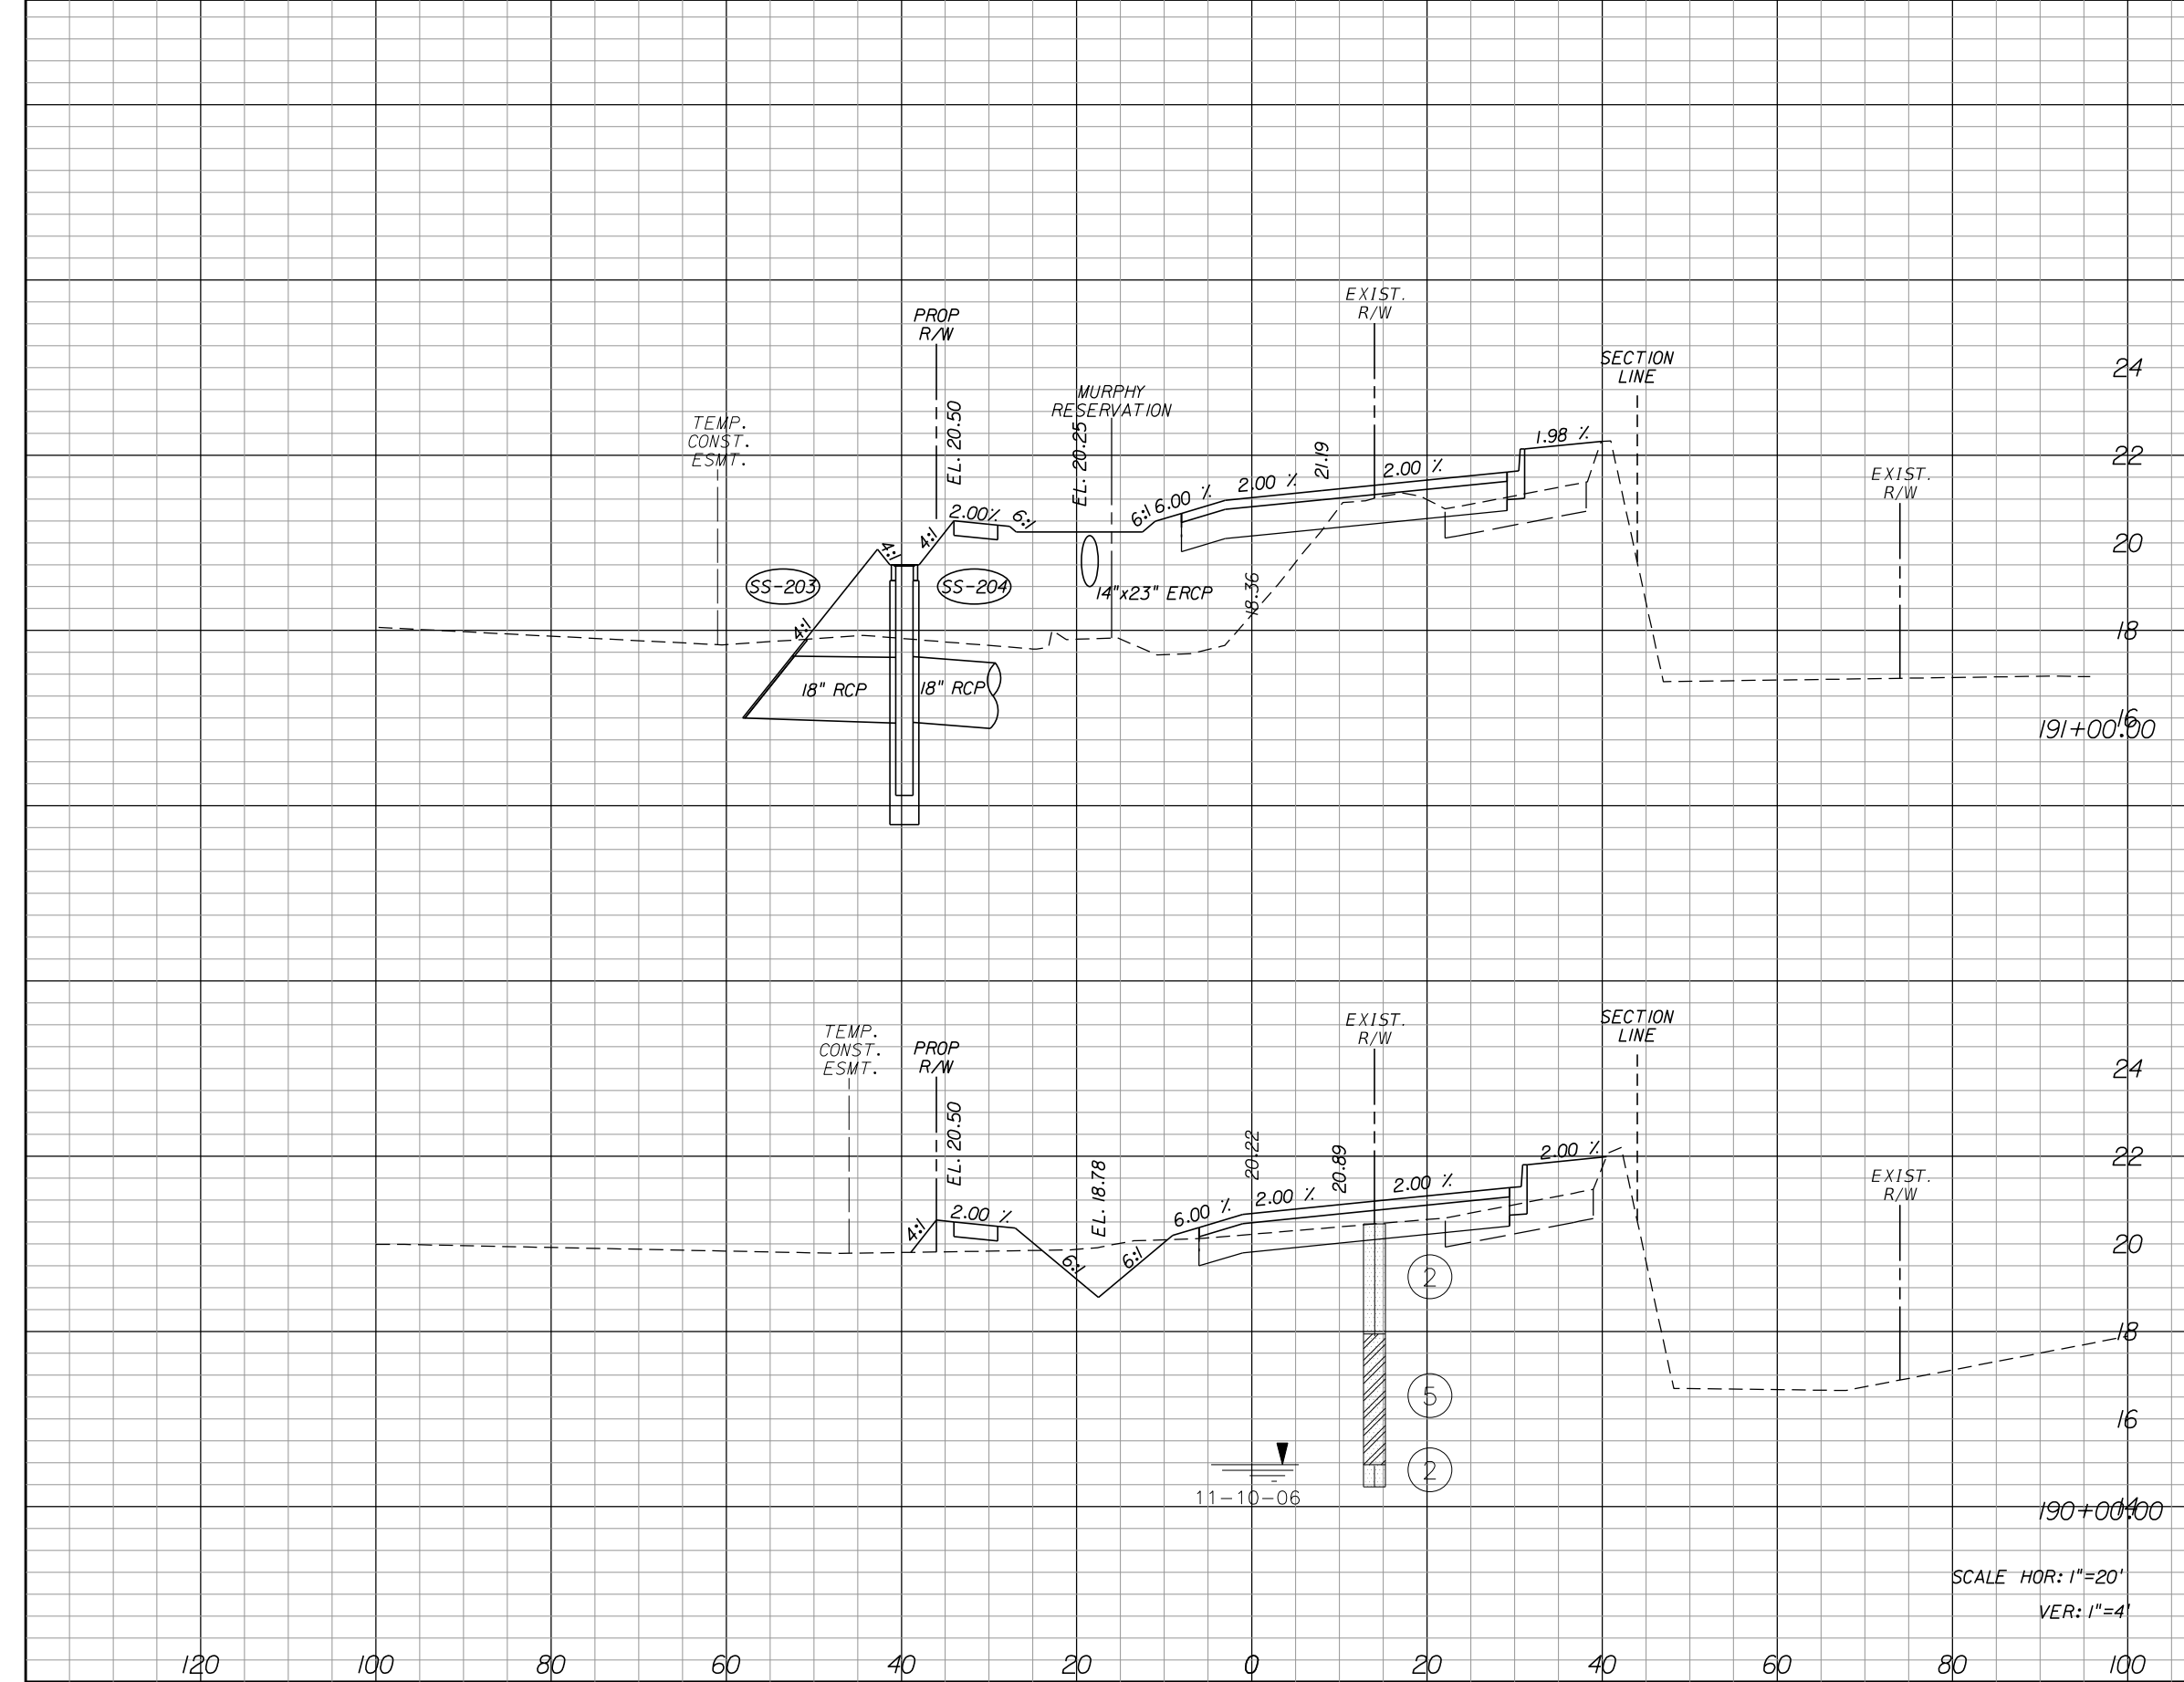 EXIST.
R/W
PROP
R/W
SECTION
LINE
24
MURPHY
RESERVATION
TEMP.
CONST.
ESMT.
EL. 20.50
EL. 20.25
21.19
1.98 %
22
2.00 %
2.00 %
6.00 %
6:1
EXIST.
R/W
2.00%
6:1
4:1
4:1
20
SS-203
SS-204
14"x23" ERCP
18.36
4:1
18
18" RCP
18" RCP
16
191+00.00
EXIST.
R/W
SECTION
LINE
TEMP.
CONST.
ESMT.
PROP
R/W
24
EL. 20.50
EL. 18.78
20.22
20.89
2.00 %
22
EXIST.
R/W
6.00 %
2.00 %
2.00 %
4:1
2.00 %
6:1
6:1
20
2
18
5
16
2
11-10-06
14
190+00.00
SCALE HOR: 1"=20'
VER: 1"=4'
120 100 80 60 40 20 0 20 40 60 80 100